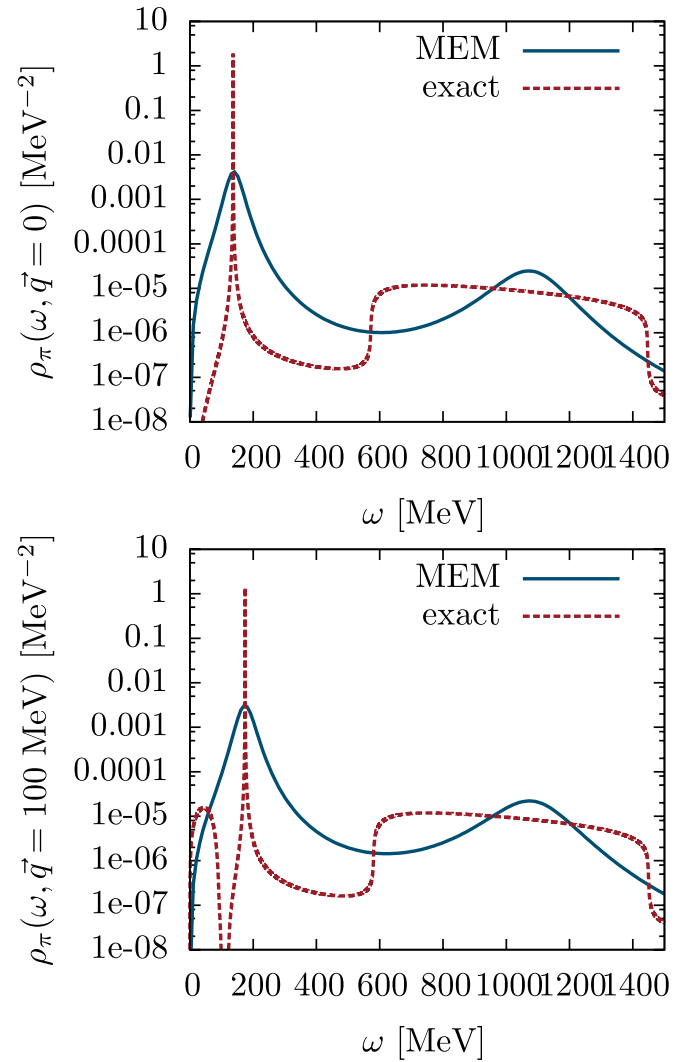 10
1
0.1
0.01
0.001
0.0001
1e-05
1e-06
1e-07
1e-08
ρπ(ω, q⃗ = 0) [MeV−2]
MEM
exact
0 200 400 600 800 1000 1200 1400
ω [MeV]
10
1
0.1
0.01
0.001
0.0001
1e-05
1e-06
1e-07
1e-08
ρπ(ω, q⃗ = 100 MeV) [MeV−2]
MEM
exact
0 200 400 600 800 1000 1200 1400
ω [MeV]